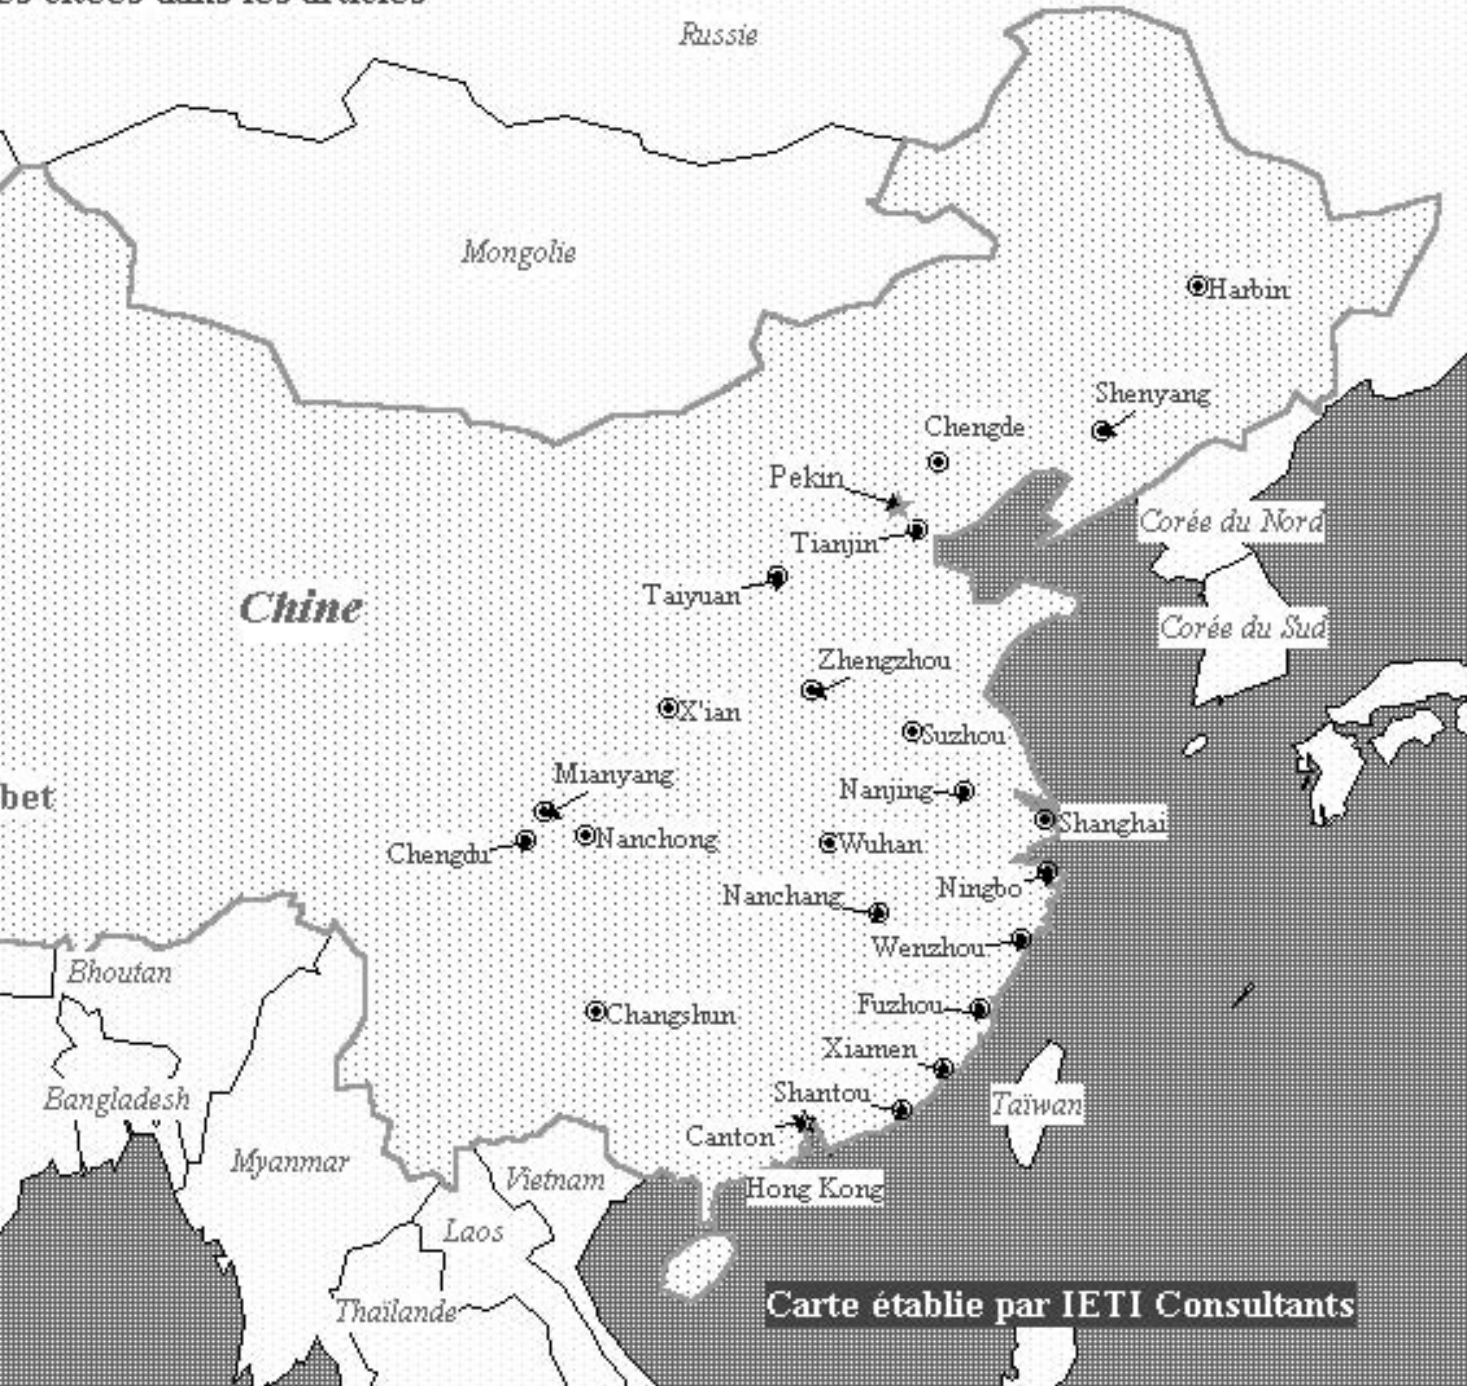 Russie
Mongolie
Harbin
Shenyang
Chengde
Pekin
Corée du Nord
Tianjin
Taiyuan
Chine
Corée du Sud
Zhengzhou
X'ian
Suzhou
Mianyang
Nanjing
bet
Shanghai
Nanchong
Wuhan
Chengdu
Ningbo
Nanchang
Wenzhou
Bhoutan
Fuzhou
Changshun
Xiamen
Shantou
Bangladesh
Taïwan
Canton
Myanmar
Vietnam
Hong Kong
Laos
Carte établie par IETI Consultants
Thaïlande